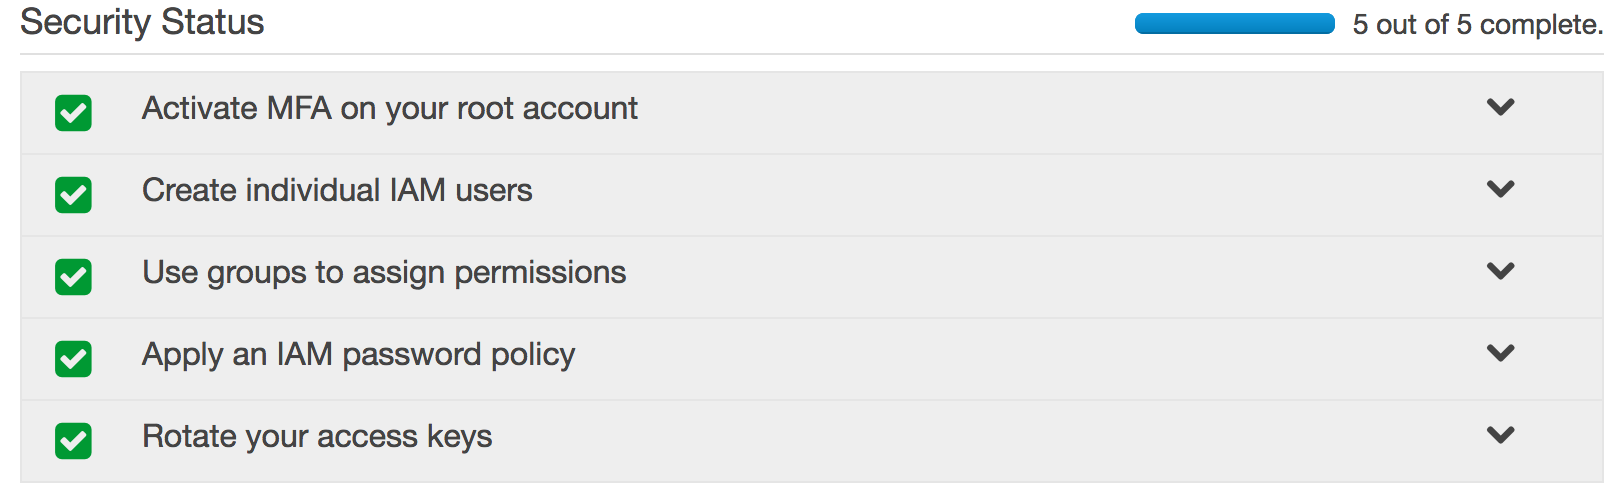 Security Status
5 out of 5 complete.
Activate MFA on your root account
Create individual IAM users
Use groups to assign permissions
Apply an IAM password policy
Rotate your access keys